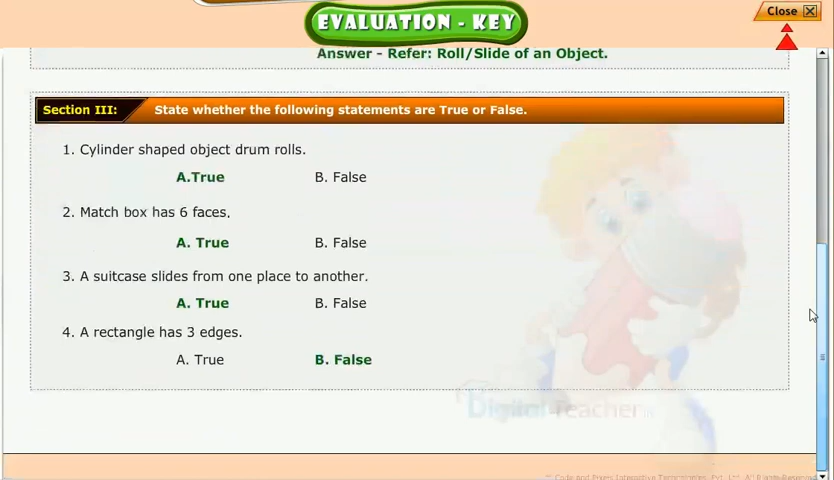 EVALUATION - KEY
Close
Answer - Refer: Roll/Slide of an Object.
Section III: State whether the following statements are True or False.
1. Cylinder shaped object drum rolls.
A.True B. False
2. Match box has 6 faces.
A. True B. False
3. A suitcase slides from one place to another.
A. True B. False
4. A rectangle has 3 edges.
A. True B. False
Digital Teacher